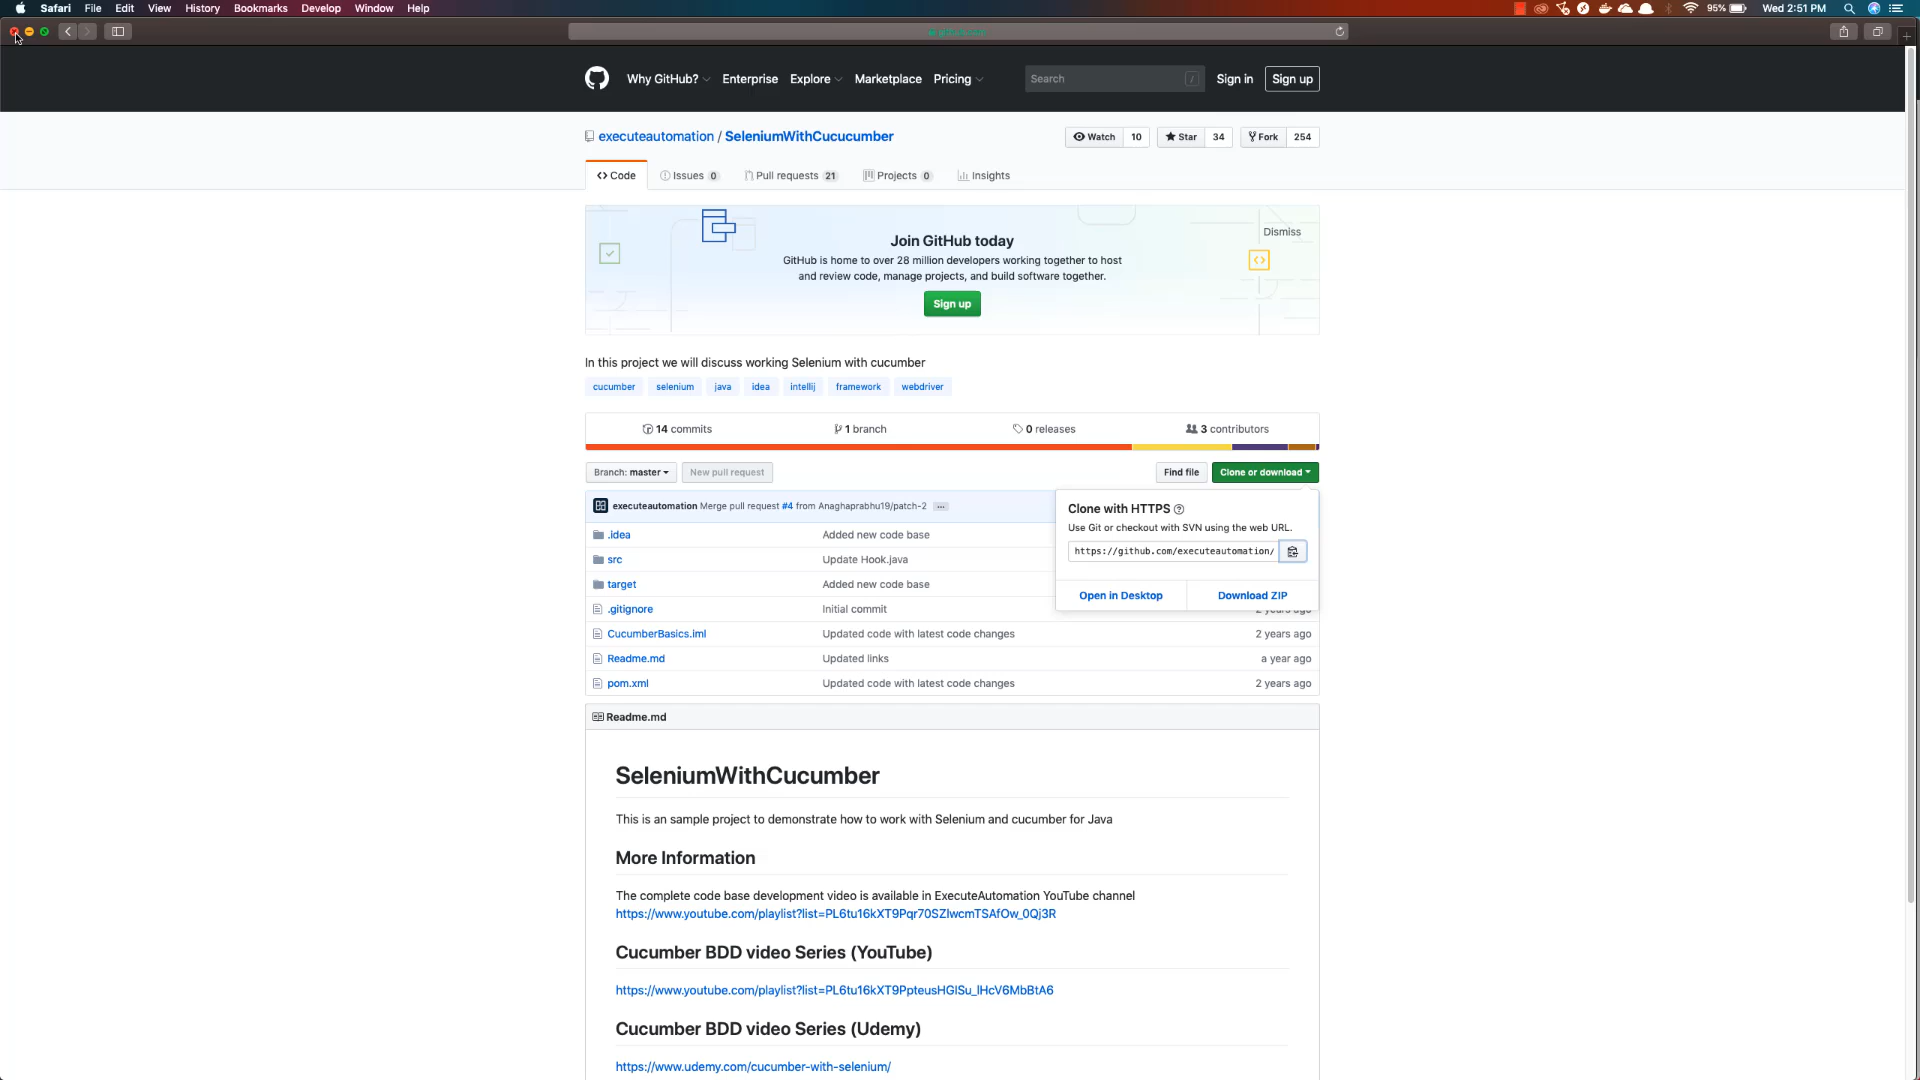 Safari File Edit View History Bookmarks Develop Window Help
95% Wed 2:51 PM
Why GitHub? Enterprise Explore Marketplace Pricing
Search /
Sign in Sign up
executeautomation / SeleniumWithCucucumber
Watch 10 Star 34 Fork 254
Code Issues 0 Pull requests 21 Projects 0 Insights
Join GitHub today
Dismiss
GitHub is home to over 28 million developers working together to host
and review code, manage projects, and build software together.
Sign up
In this project we will discuss working Selenium with cucumber
cucumber selenium java idea intellij framework webdriver
14 commits 1 branch 0 releases 3 contributors
Branch: master New pull request Find file Clone or download
executeautomation Merge pull request #4 from Anaghaprabhu19/patch-2 ...
Clone with HTTPS
Use Git or checkout with SVN using the web URL.
https://github.com/executeautomation/
Open in Desktop Download ZIP
.idea Added new code base
src Update Hook.java
target Added new code base
.gitignore Initial commit 2 years ago
CucumberBasics.iml Updated code with latest code changes 2 years ago
Readme.md Updated links a year ago
pom.xml Updated code with latest code changes 2 years ago
Readme.md
SeleniumWithCucumber
This is an sample project to demonstrate how to work with Selenium and cucumber for Java
More Information
The complete code base development video is available in ExecuteAutomation YouTube channel
https://www.youtube.com/playlist?list=PL6tu16kXT9Pqr70SZlwcmTSAfOw_0Qj3R
Cucumber BDD video Series (YouTube)
https://www.youtube.com/playlist?list=PL6tu16kXT9PpteusHGISu_lHcV6MbBtA6
Cucumber BDD video Series (Udemy)
https://www.udemy.com/cucumber-with-selenium/